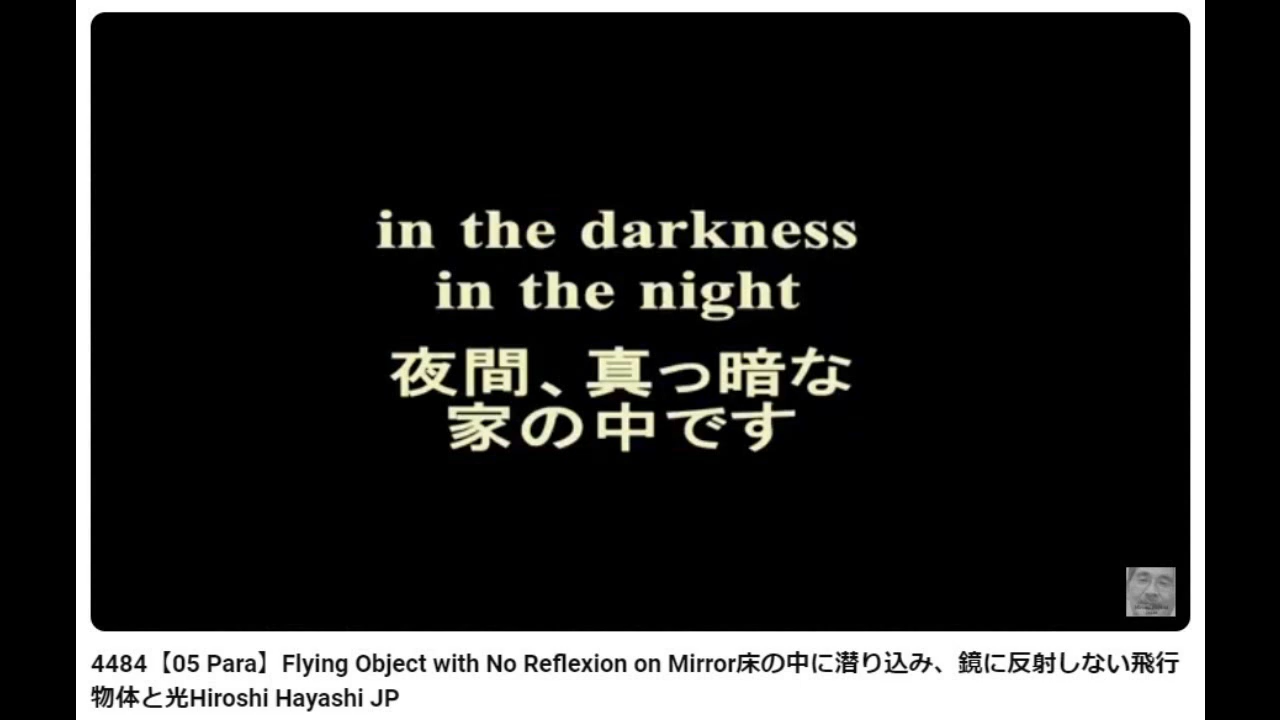 in the darkness
in the night
夜間、真っ暗な
家の中です
4484【05 Para】Flying Object with No Reflexion on Mirror床の中に潜り込み、鏡に反射しない飛行
物体と光Hiroshi Hayashi JP